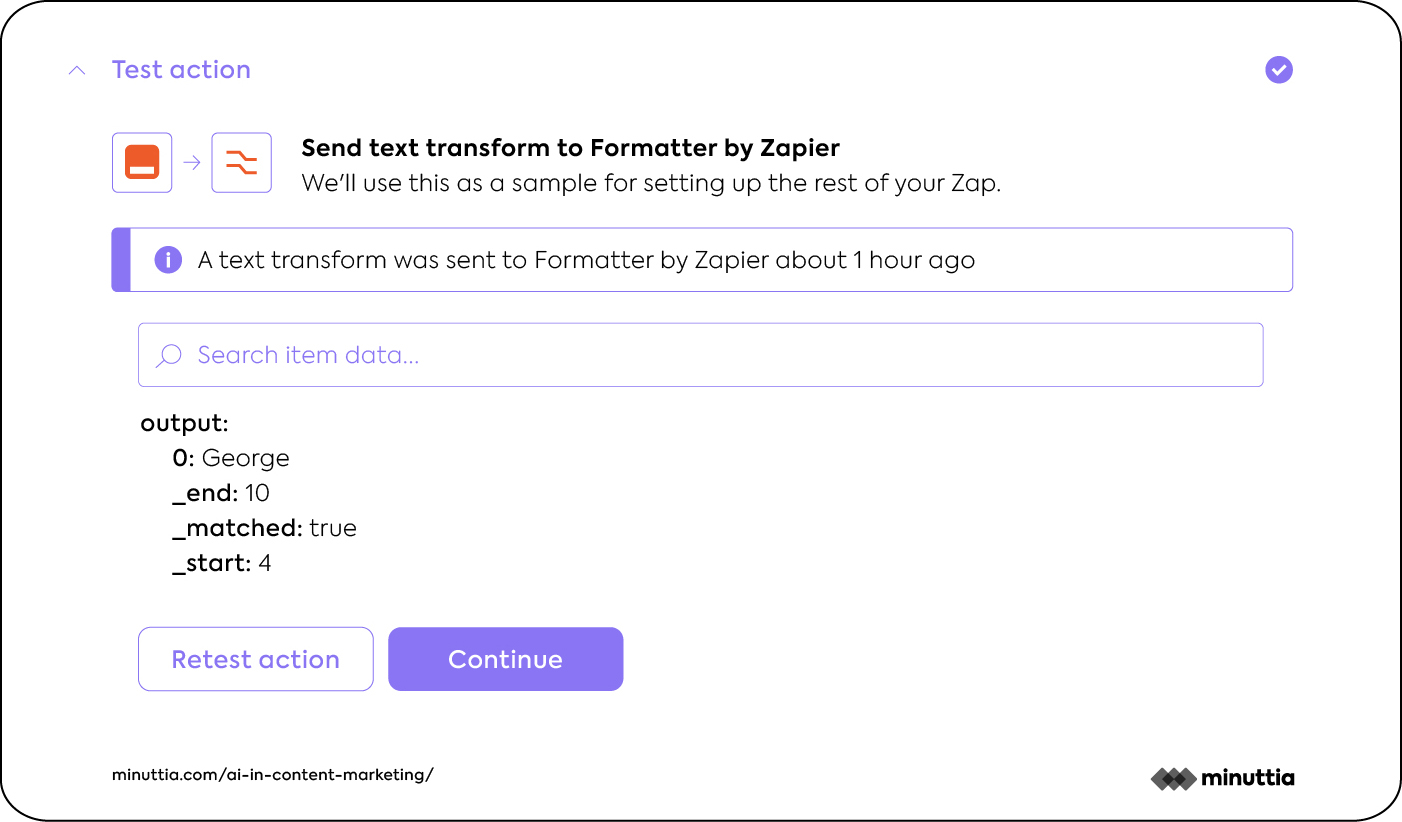 Test action
Send text transform to Formatter by Zapier
We'll use this as a sample for setting up the rest of your Zap.
A text transform was sent to Formatter by Zapier about 1 hour ago
Search item data...
output:
0: George
_end: 10
_matched: true
_start: 4
Retest action
Continue
minuttia.com/ai-in-content-marketing/
minuttia